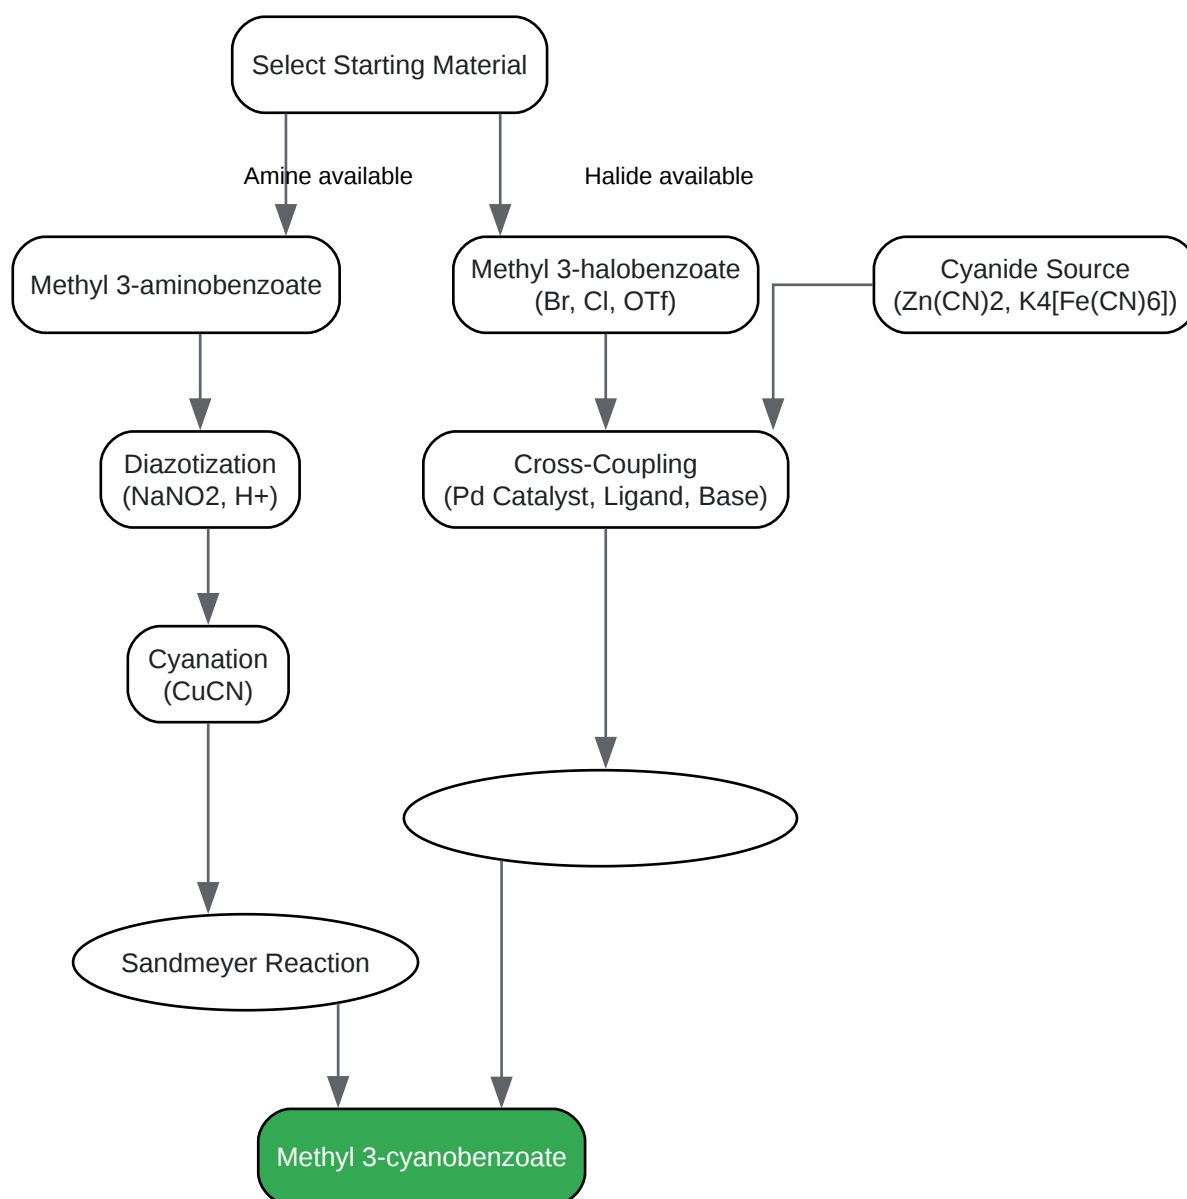 Select Starting Material
Amine available
Halide available
Methyl 3-aminobenzoate
Methyl 3-halobenzoate
(Br, Cl, OTf)
Cyanide Source
(Zn(CN)2, K4[Fe(CN)6])
Diazotization
(NaNO2, H+)
Cross-Coupling
(Pd Catalyst, Ligand, Base)
Cyanation
(CuCN)
Sandmeyer Reaction
Methyl 3-cyanobenzoate